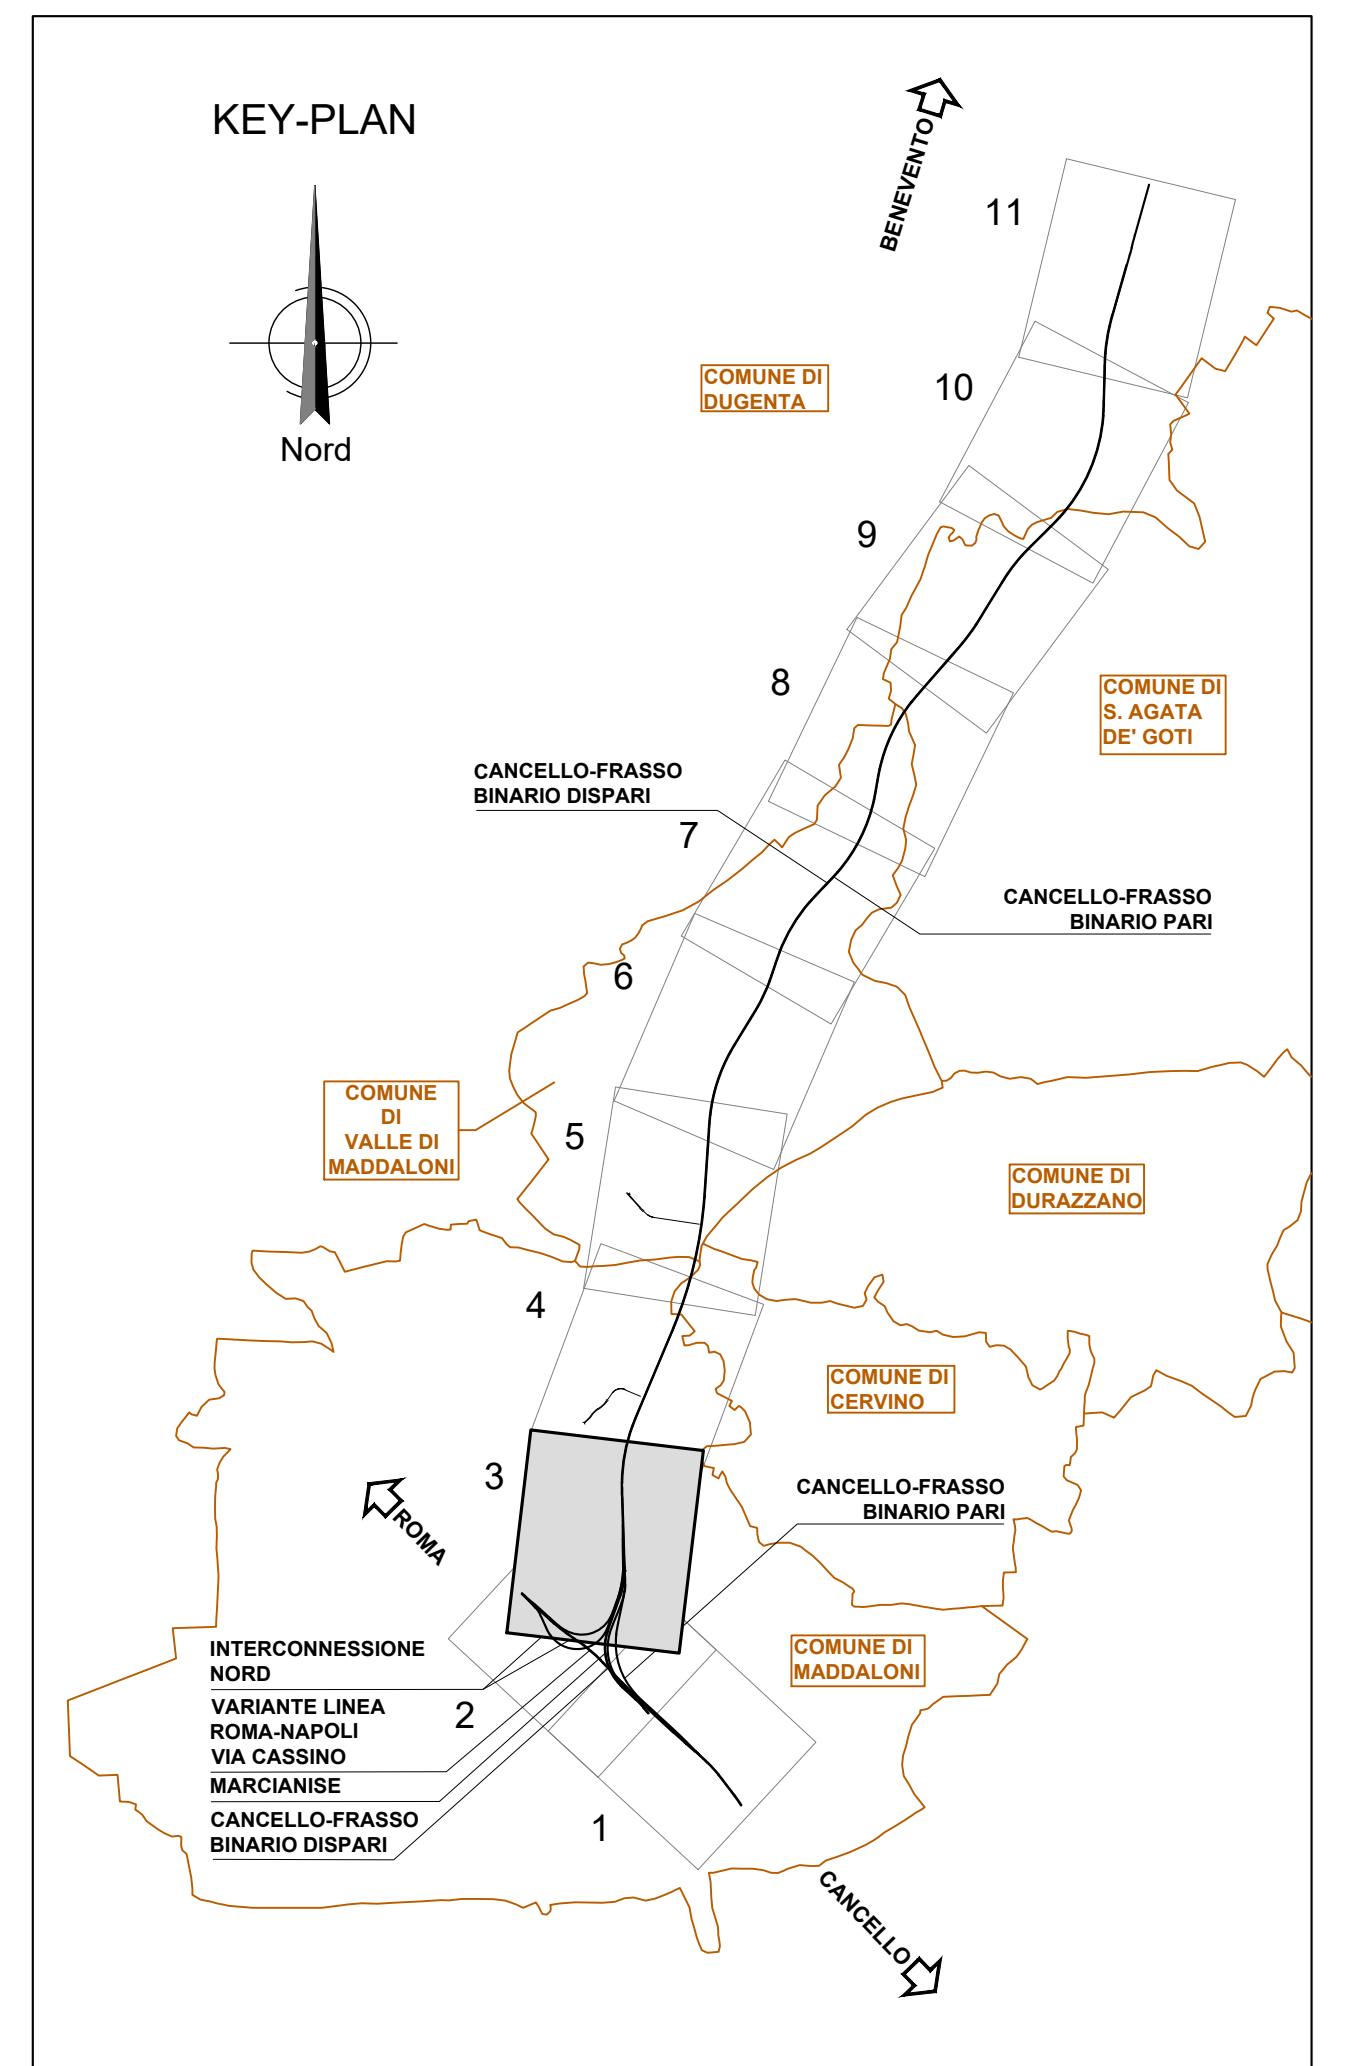 KEY-PLAN
Nord
BENEVENTO
11
10
COMUNE DI
DUGENTA
9
8
COMUNE DI
S. AGATA
DE' GOTI
CANCELLO-FRASSO
BINARIO DISPARI
7
CANCELLO-FRASSO
BINARIO PARI
6
COMUNE
DI
VALLE DI
MADDALONI
5
COMUNE DI
DURAZZANO
4
COMUNE DI
CERVINO
3
CANCELLO-FRASSO
BINARIO PARI
ROMA
INTERCONNESSIONE
NORD
COMUNE DI
MADDALONI
VARIANTE LINEA
ROMA-NAPOLI
VIA CASSINO
2
MARCIANISE
CANCELLO-FRASSO
BINARIO DISPARI
1
CANCELLO